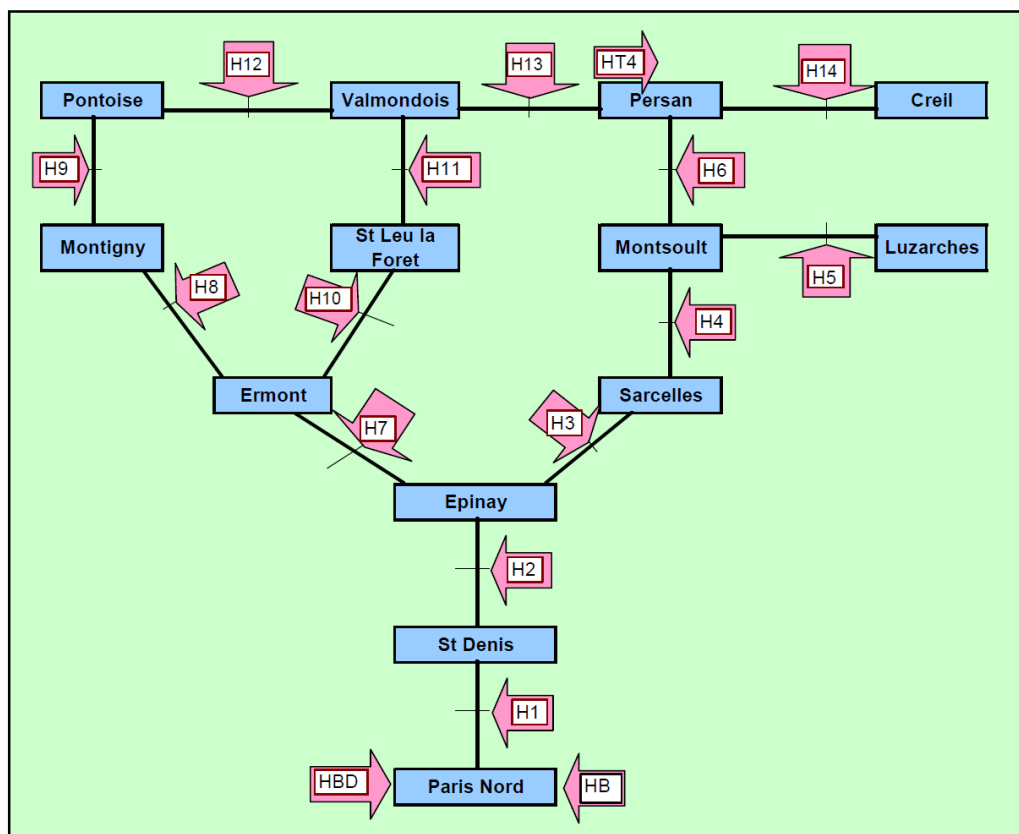 H12
H13
HT4
H14
Pontoise
Valmondois
Persan
Creil
H9
H11
H6
Montigny
St Leu la
Foret
Montsoult
Luzarches
H8
H10
H5
H4
Ermont
Sarcelles
H7
H3
Epinay
H2
St Denis
H1
HBD
Paris Nord
HB